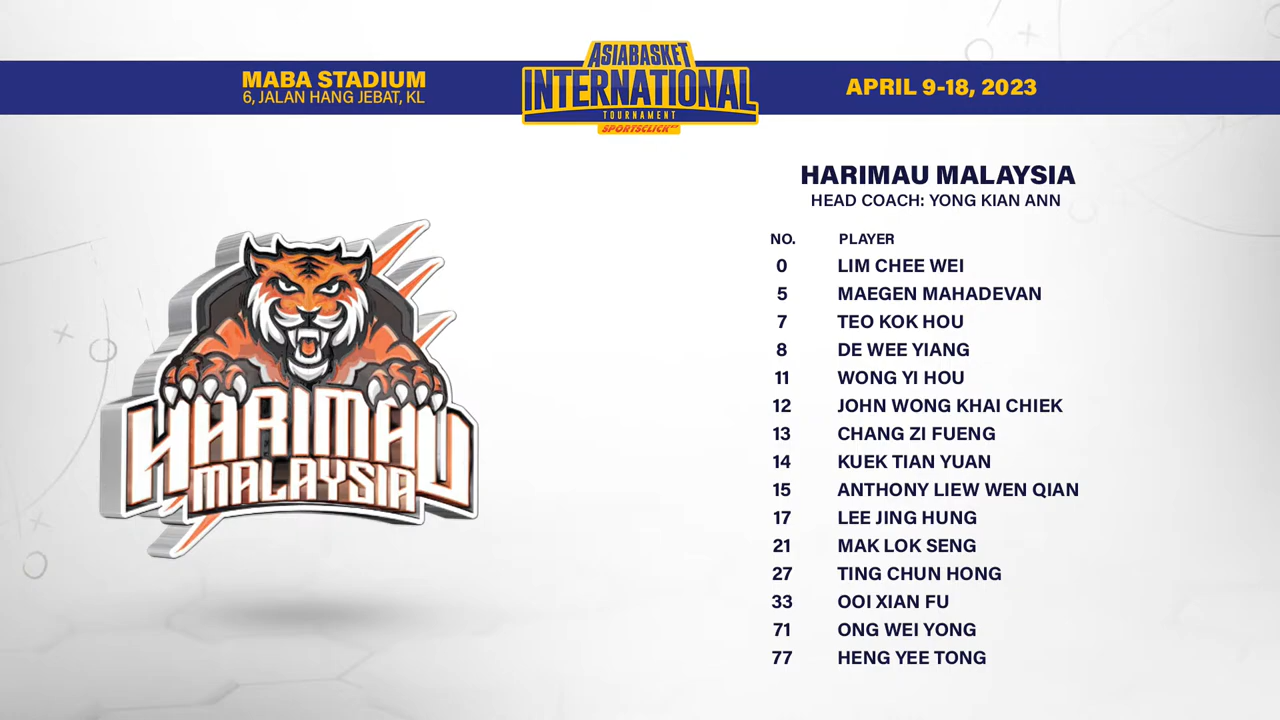 MABA STADIUM
6, JALAN HANG JEBAT, KL
ASIABASKET
INTERNATIONAL
TOURNAMENT
SPORTSCLICK
APRIL 9-18, 2023
HARIMAU
MALAYSIA
HARIMAU MALAYSIA
HEAD COACH: YONG KIAN ANN
NO. PLAYER
0 LIM CHEE WEI
5 MAEGEN MAHADEVAN
7 TEO KOK HOU
8 DE WEE YIANG
11 WONG YI HOU
12 JOHN WONG KHAI CHIEK
13 CHANG ZI FUENG
14 KUEK TIAN YUAN
15 ANTHONY LIEW WEN QIAN
17 LEE JING HUNG
21 MAK LOK SENG
27 TING CHUN HONG
33 OOI XIAN FU
71 ONG WEI YONG
77 HENG YEE TONG